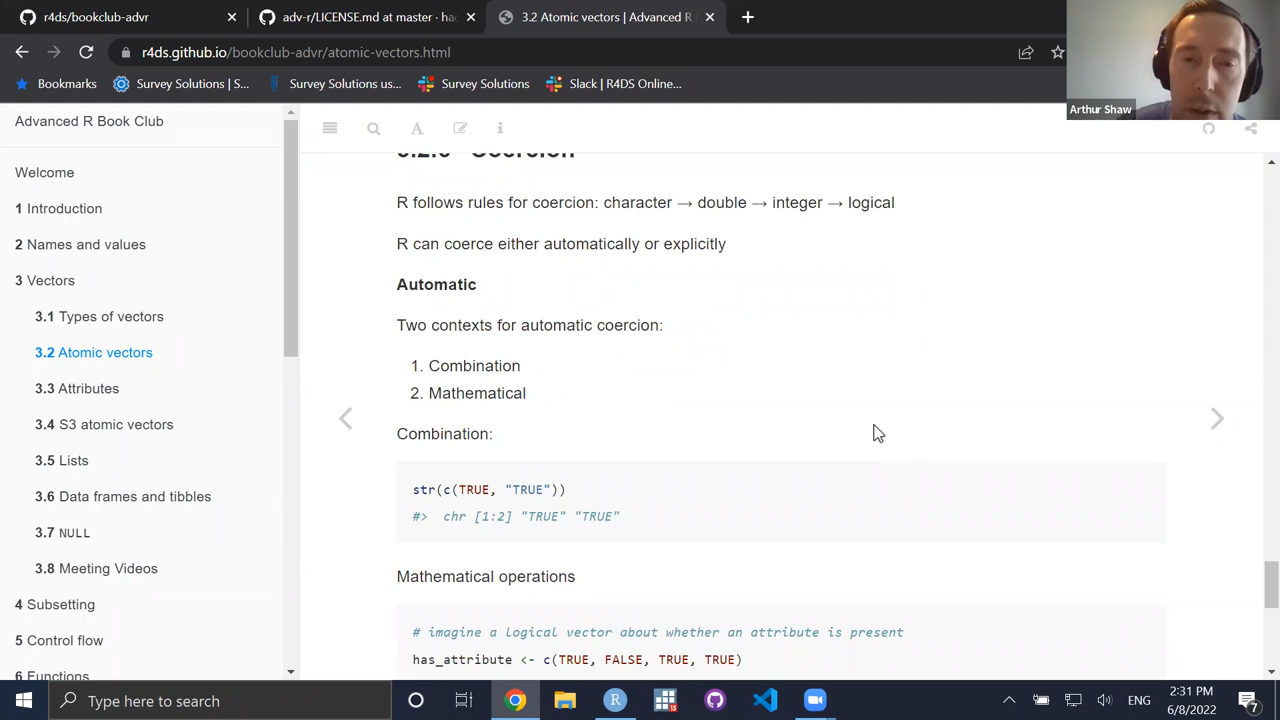 r4ds/bookclub-advr
adv-r/LICENSE.md at master · ha
3.2 Atomic vectors | Advanced R
r4ds.github.io/bookclub-advr/atomic-vectors.html
Bookmarks
Survey Solutions | S...
Survey Solutions us...
Survey Solutions
Slack | R4DS Online...
Arthur Shaw
Advanced R Book Club
Welcome
1 Introduction
2 Names and values
3 Vectors
3.1 Types of vectors
3.2 Atomic vectors
3.3 Attributes
3.4 S3 atomic vectors
3.5 Lists
3.6 Data frames and tibbles
3.7 NULL
3.8 Meeting Videos
4 Subsetting
5 Control flow
6 Functions
R follows rules for coercion: character → double → integer → logical
R can coerce either automatically or explicitly
Automatic
Two contexts for automatic coercion:
1. Combination
2. Mathematical
Combination:
str(c(TRUE, "TRUE"))
#> chr [1:2] "TRUE" "TRUE"
Mathematical operations
# imagine a logical vector about whether an attribute is present
has_attribute <- c(TRUE, FALSE, TRUE, TRUE)
Type here to search
ENG
2:31 PM
6/8/2022
7